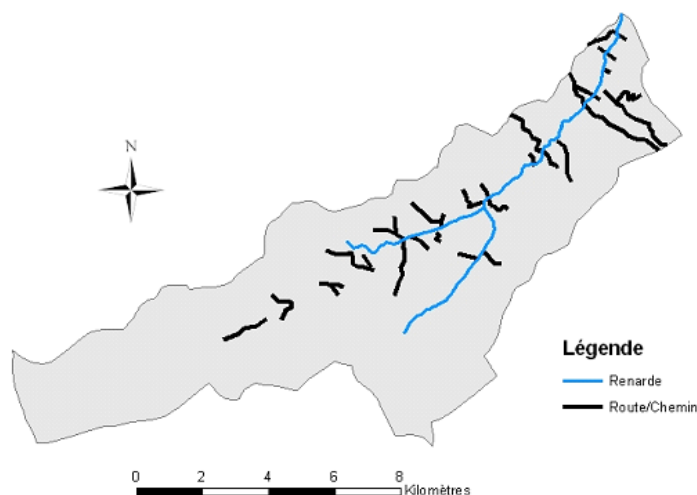 N
Légende
Renarde
Route/Chemin
0 2 4 6 8
Kilomètres